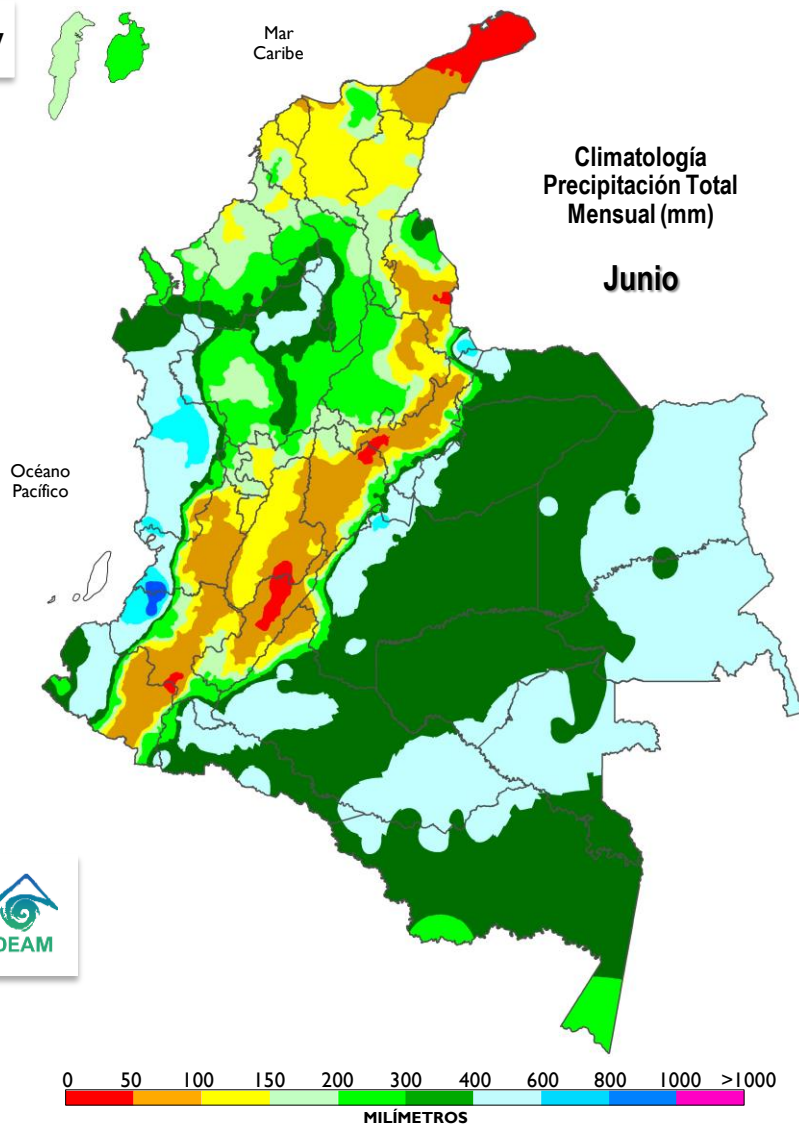 Mar
Caribe
Climatología
Precipitación Total
Mensual (mm)
Junio
Océano
Pacífico
0 50 100 150 200 300 400 600 800 1000 >1000
MILÍMETROS